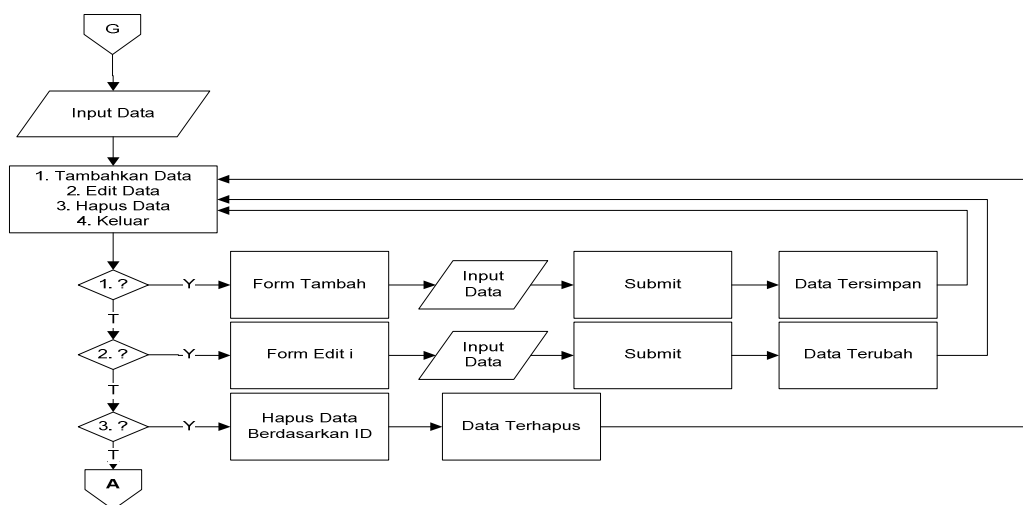 G
Input Data
1. Tambahkan Data
2. Edit Data
3. Hapus Data
4. Keluar
1. ?
Y
Form Tambah
Input
Data
Submit
Data Tersimpan
T
2. ?
Y
Form Edit i
Input
Data
Submit
Data Terubah
T
3. ?
Y
Hapus Data
Berdasarkan ID
Data Terhapus
T
A